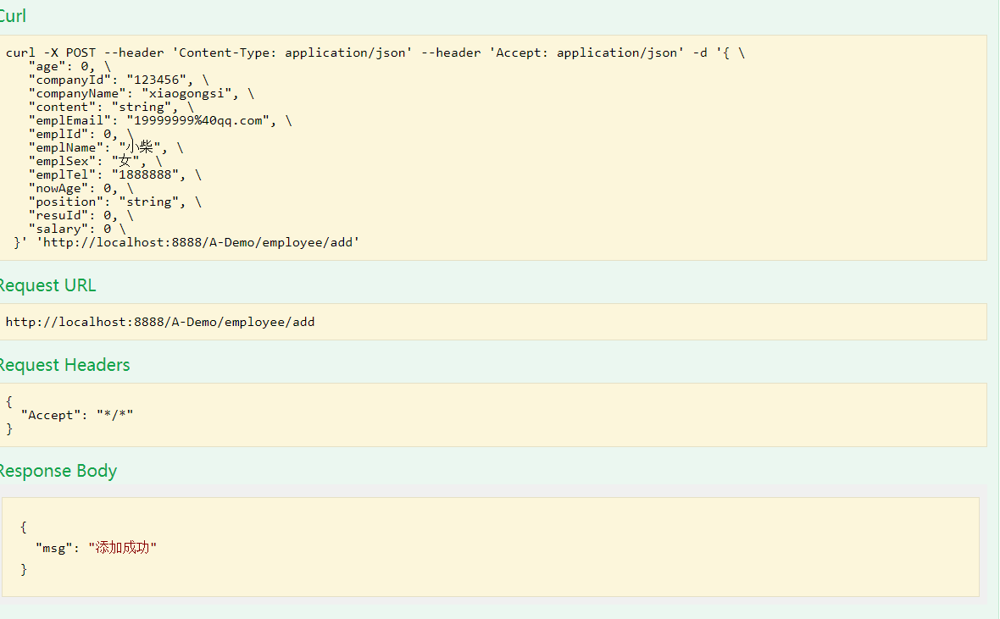 Curl
curl -X POST --header 'Content-Type: application/json' --header 'Accept: application/json' -d '{ \
"age": 0, \
"companyId": "123456", \
"companyName": "xiaogongsi", \
"content": "string", \
"emplEmail": "19999999%40qq.com", \
"emplId": 0, \
"emplName": "小柴", \
"emplSex": "女", \
"emplTel": "1888888", \
"nowAge": 0, \
"position": "string", \
"resuId": 0, \
"salary": 0 \
}' 'http://localhost:8888/A-Demo/employee/add'
Request URL
http://localhost:8888/A-Demo/employee/add
Request Headers
{
"Accept": "*/*"
}
Response Body
{
"msg": "添加成功"
}